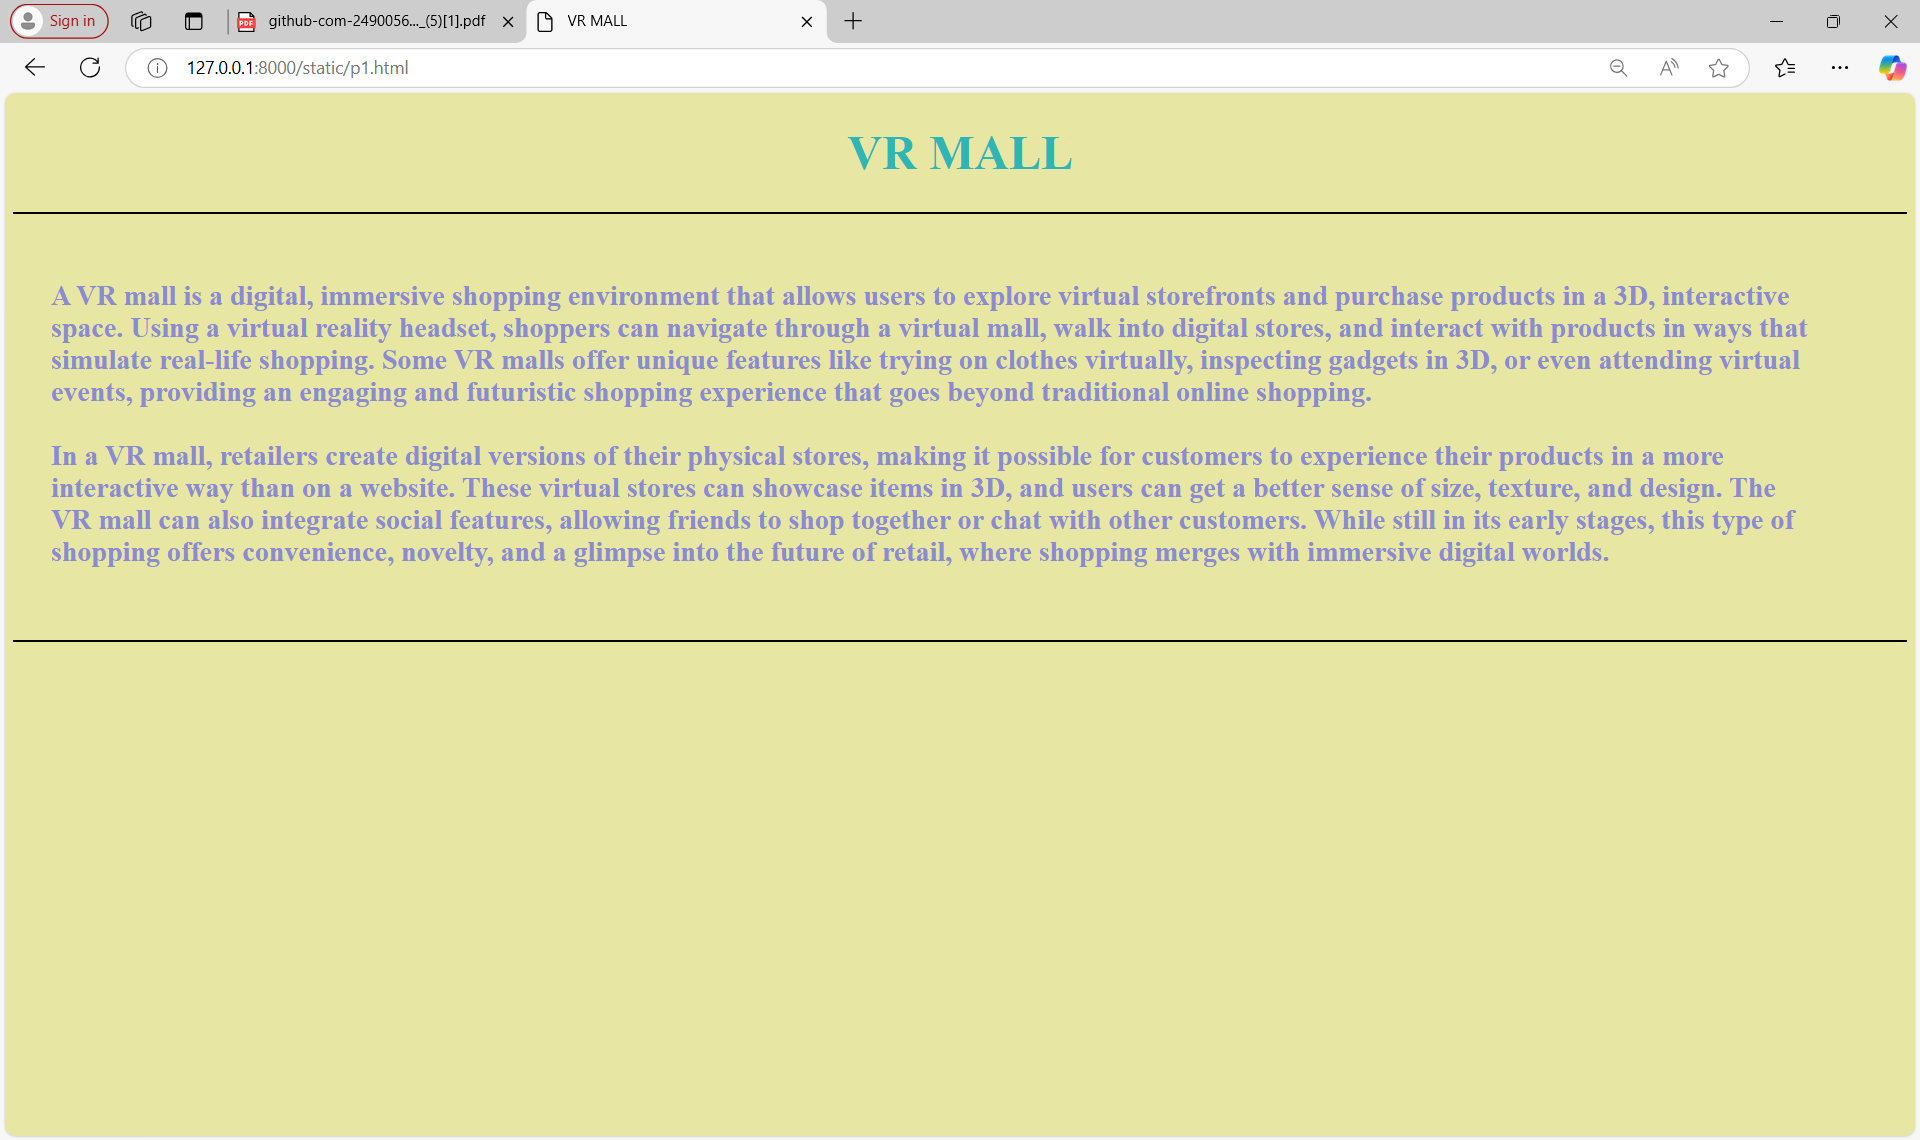 Sign in
github-com-2490056..._(5)[1].pdf
VR MALL
127.0.0.1:8000/static/p1.html
VR MALL
A VR mall is a digital, immersive shopping environment that allows users to explore virtual storefronts and purchase products in a 3D, interactive
space. Using a virtual reality headset, shoppers can navigate through a virtual mall, walk into digital stores, and interact with products in ways that
simulate real-life shopping. Some VR malls offer unique features like trying on clothes virtually, inspecting gadgets in 3D, or even attending virtual
events, providing an engaging and futuristic shopping experience that goes beyond traditional online shopping.
In a VR mall, retailers create digital versions of their physical stores, making it possible for customers to experience their products in a more
interactive way than on a website. These virtual stores can showcase items in 3D, and users can get a better sense of size, texture, and design. The
VR mall can also integrate social features, allowing friends to shop together or chat with other customers. While still in its early stages, this type of
shopping offers convenience, novelty, and a glimpse into the future of retail, where shopping merges with immersive digital worlds.